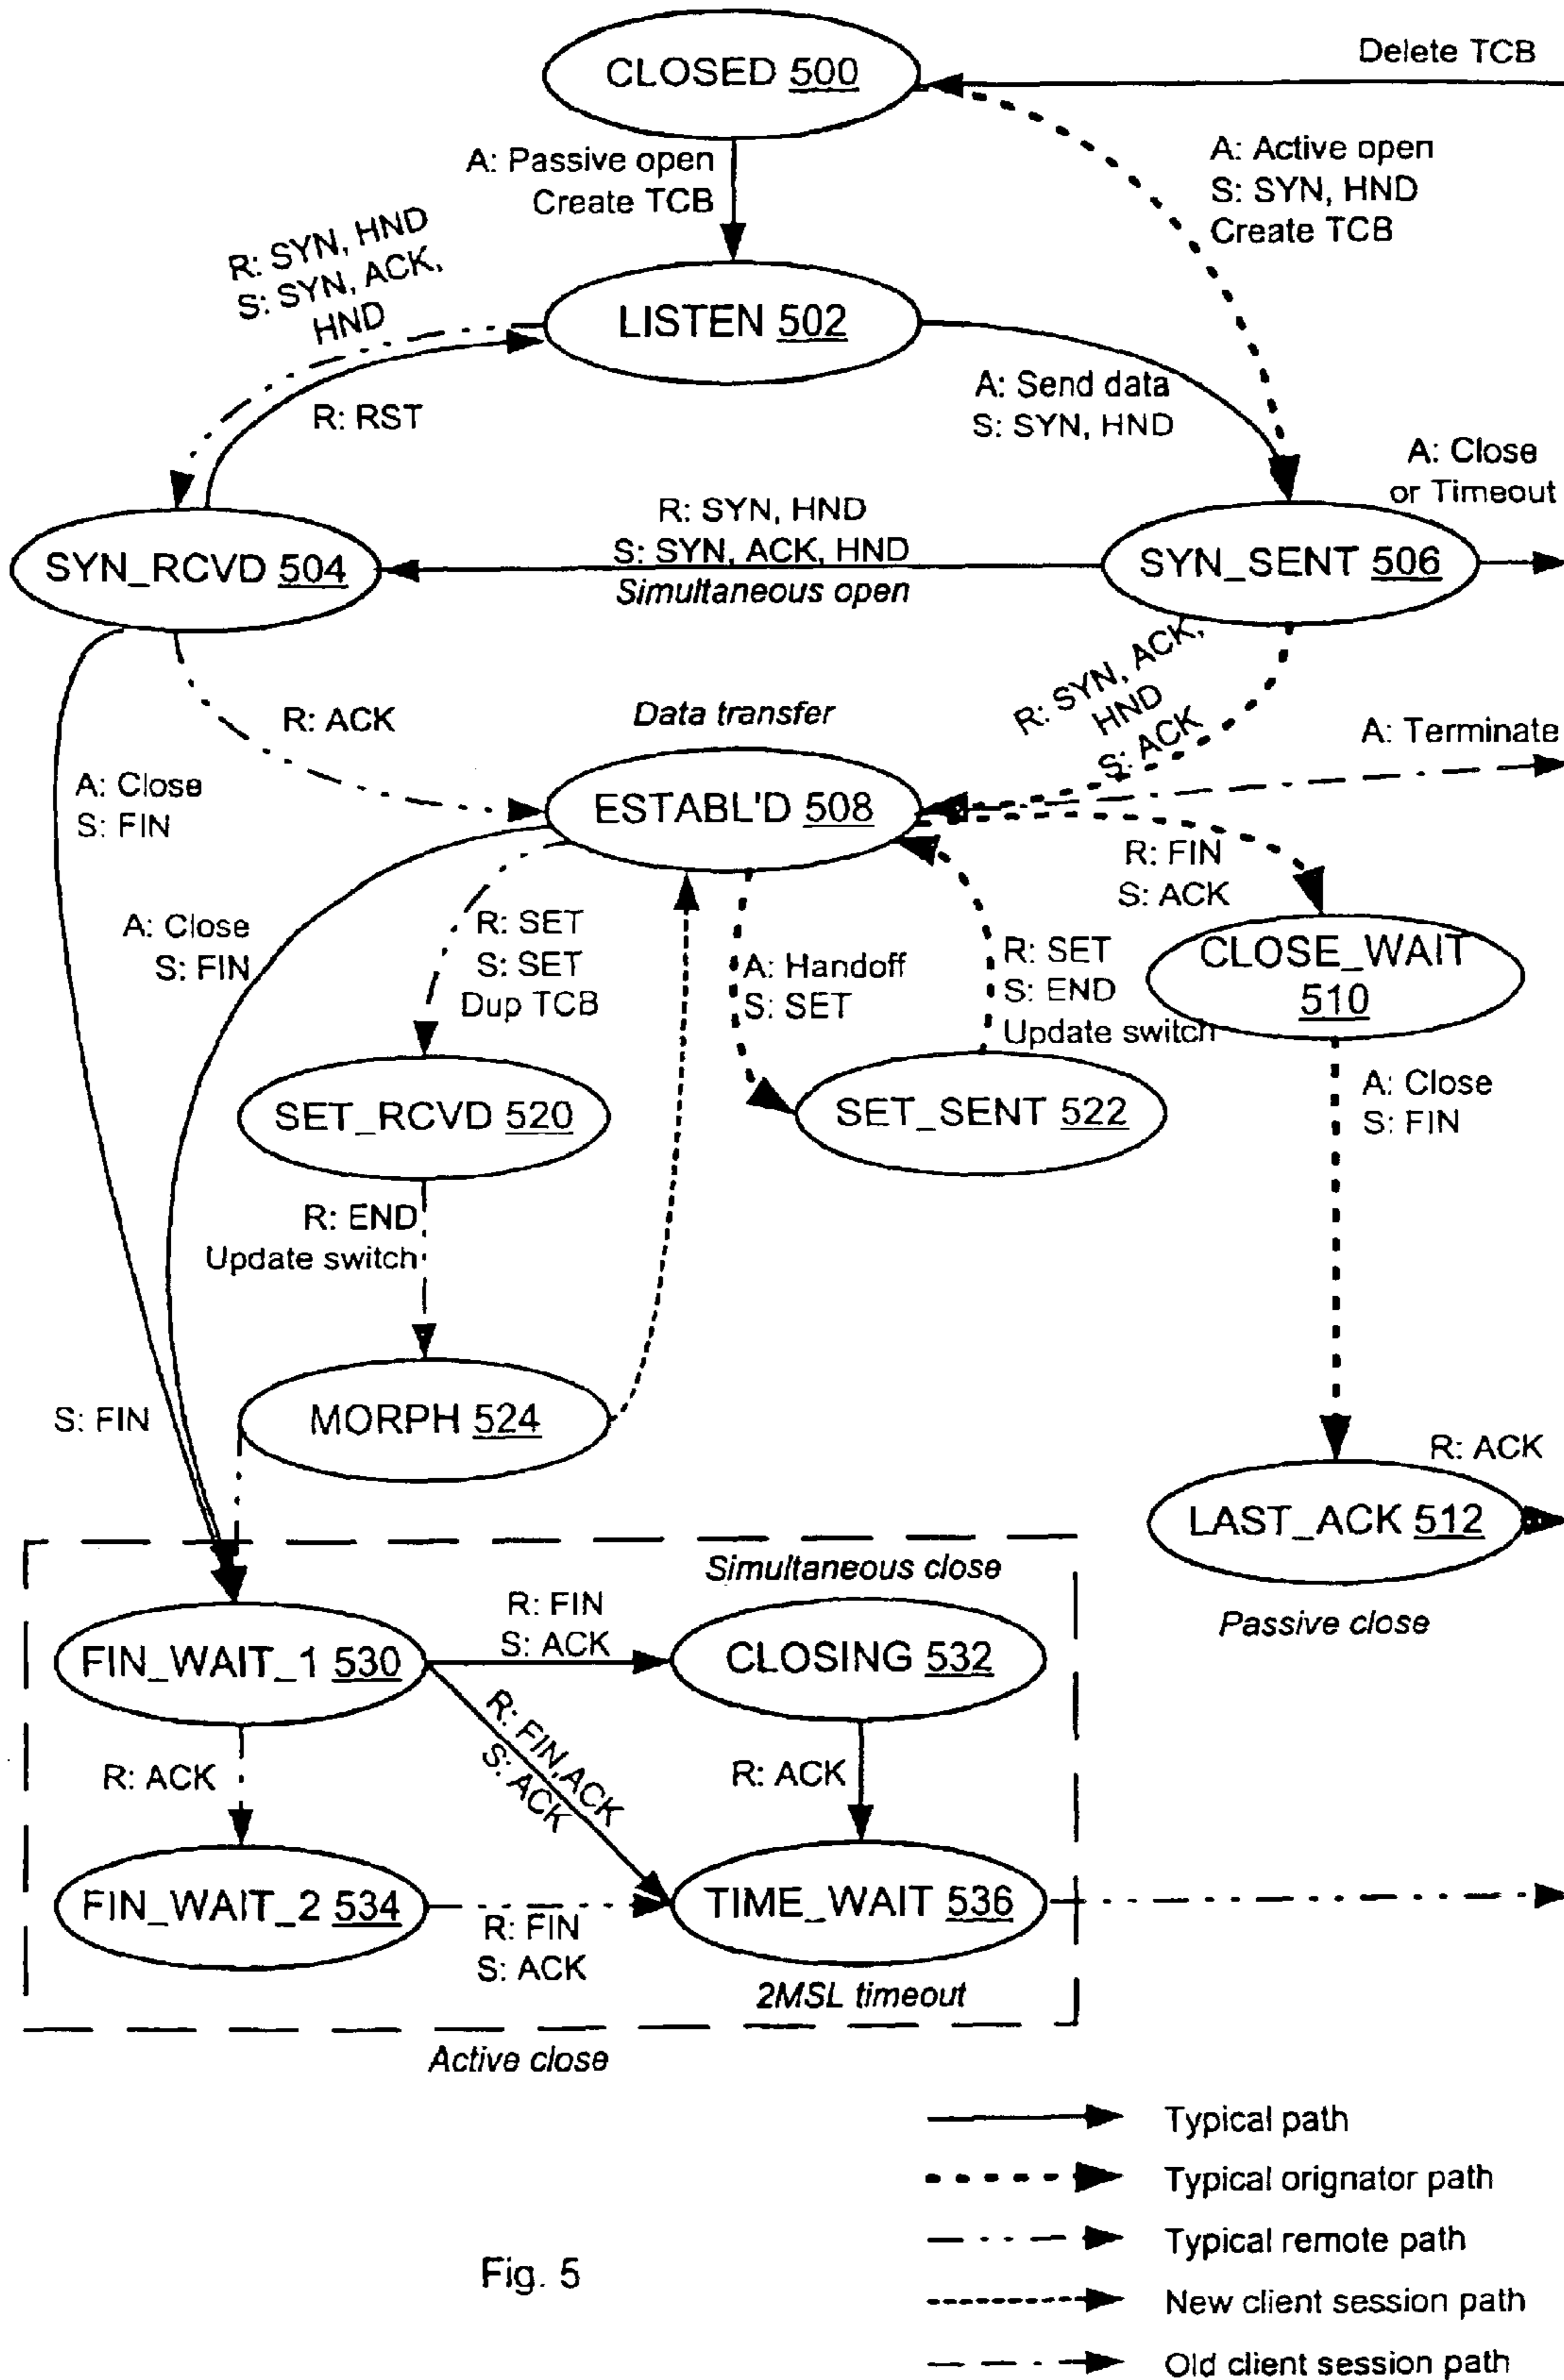 CLOSED 500
Delete TCB
A: Passive open
Create TCB
A: Active open
S: SYN, HND
Create TCB
R: SYN, HND
S: SYN, ACK,
HND
LISTEN 502
R: RST
A: Send data
S: SYN, HND
A: Close
or Timeout
SYN_RCVD 504
R: SYN, HND
S: SYN, ACK, HND
Simultaneous open
SYN_SENT 506
R: SYN, ACK,
HND
S: ACK
R: ACK
Data transfer
A: Terminate
A: Close
S: FIN
ESTABL'D 508
R: FIN
S: ACK
A: Close
S: FIN
R: SET
S: SET
Dup TCB
A: Handoff
S: SET
R: SET
S: END
Update switch
CLOSE_WAIT
510
SET_RCVD 520
SET_SENT 522
A: Close
S: FIN
R: END
Update switch
S: FIN
MORPH 524
R: ACK
LAST_ACK 512
Passive close
Simultaneous close
FIN_WAIT_1 530
R: FIN
S: ACK
CLOSING 532
R: FIN,ACK
S: ACK
R: ACK
R: ACK
FIN_WAIT_2 534
R: FIN
S: ACK
TIME_WAIT 536
2MSL timeout
Active close
Typical path
Typical orignator path
Typical remote path
New client session path
Old client session path
Fig. 5